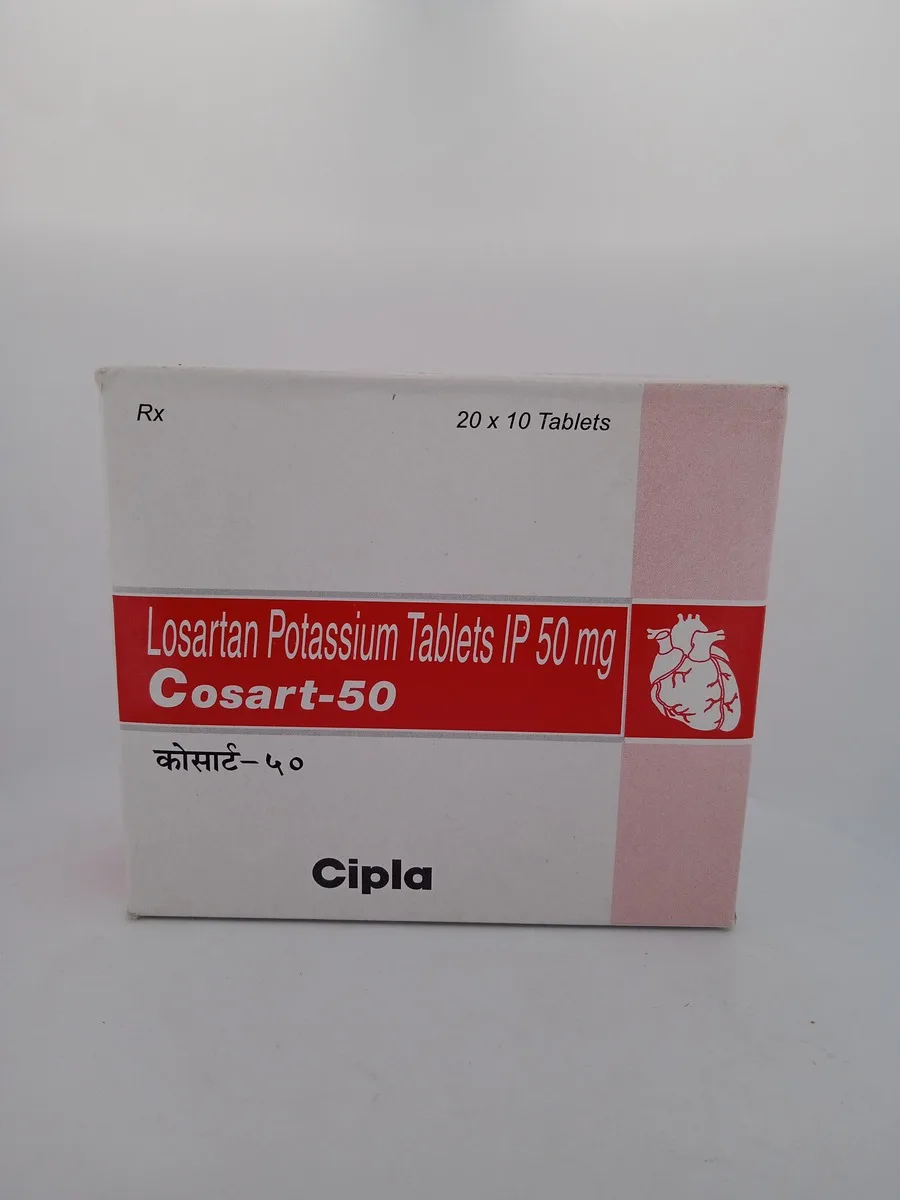 Rx
20 x 10 Tablets
Losartan Potassium Tablets IP 50 mg
Cosart-50
कोसार्ट–५०
Cipla